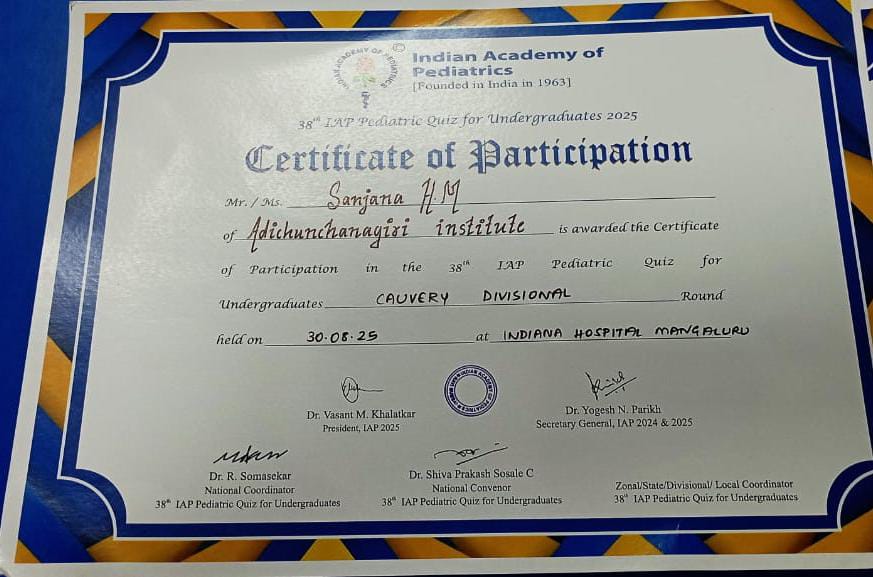 INDIAN ACADEMY OF PEDIATRICS
Indian Academy of
Pediatrics
[Founded in India in 1963]
38th IAP Pediatric Quiz for Undergraduates 2025
Certificate of Participation
Mr. / Ms. Sanjana H.M
of Adichunchanagiri institute is awarded the Certificate
of Participation in the 38th IAP Pediatric Quiz for
Undergraduates CAUVERY DIVISIONAL Round
held on 30.08.25 at INDIANA HOSPITAL MANGALURU
Dr. Vasant M. Khalatkar
President, IAP 2025
Dr. Yogesh N. Parikh
Secretary General, IAP 2024 & 2025
Dr. R. Somasekar
National Coordinator
38th IAP Pediatric Quiz for Undergraduates
Dr. Shiva Prakash Sosale C
National Convenor
38th IAP Pediatric Quiz for Undergraduates
Zonal/State/Divisional/ Local Coordinator
38th IAP Pediatric Quiz for Undergraduates